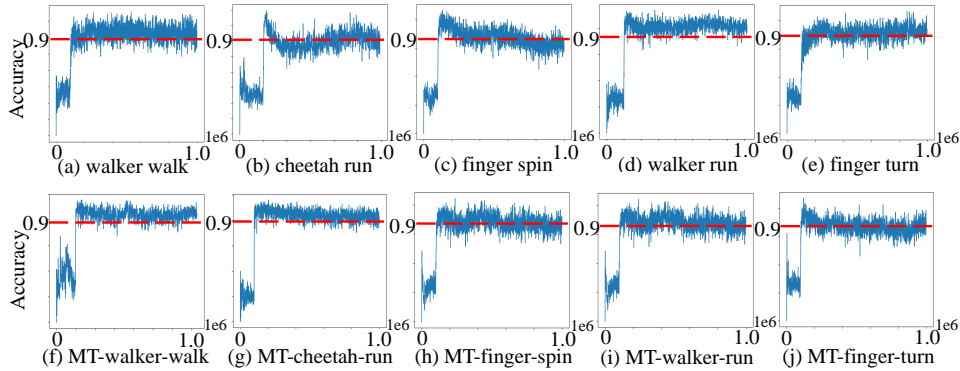 Accuracy
0.9 0.9 0.9 0.9 0.9
1e6 1e6 1e6 1e6 1e6
0 1.0 0 1.0 0 1.0 0 1.0 0 1.0
(a) walker walk (b) cheetah run (c) finger spin (d) walker run (e) finger turn
Accuracy
0.9 0.9 0.9 0.9 0.9
1e6 1e6 1e6 1e6 1e6
0 1.0 0 1.0 0 1.0 0 1.0 0 1.0
(f) MT-walker-walk (g) MT-cheetah-run (h) MT-finger-spin (i) MT-walker-run (j) MT-finger-turn